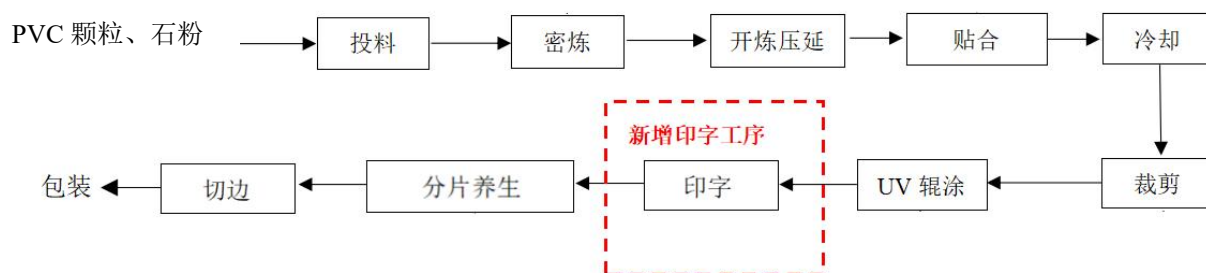 PVC 颗粒、石粉
投料
密炼
开炼压延
贴合
冷却
新增印字工序
包装
切边
分片养生
印字
UV 辊涂
裁剪